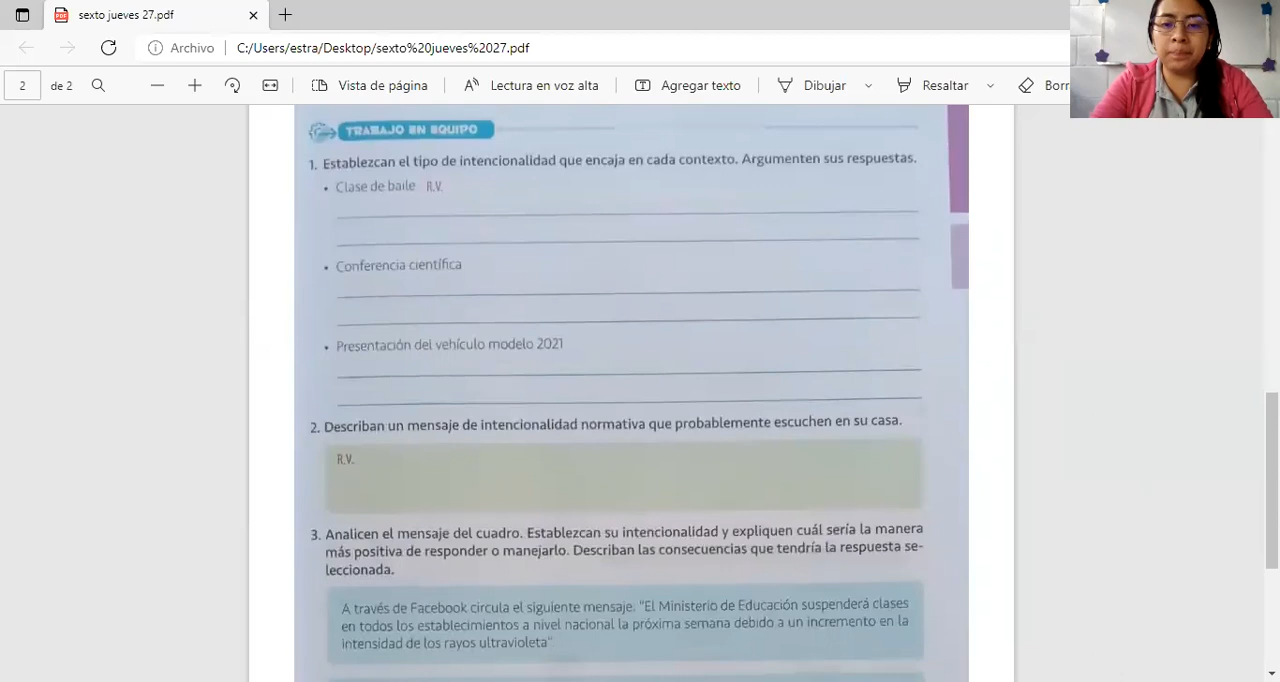 sexto jueves 27.pdf
Archivo
C:/Users/estra/Desktop/sexto%20jueves%2027.pdf
2
de 2
Vista de página
Lectura en voz alta
Agregar texto
Dibujar
Resaltar
Borr
TRABAJO EN EQUIPO
1. Establezcan el tipo de intencionalidad que encaja en cada contexto. Argumenten sus respuestas.
• Clase de baile R.V.
• Conferencia científica
• Presentación del vehículo modelo 2021
2. Describan un mensaje de intencionalidad normativa que probablemente escuchen en su casa.
R.V.
3. Analicen el mensaje del cuadro. Establezcan su intencionalidad y expliquen cuál sería la manera
más positiva de responder o manejarlo. Describan las consecuencias que tendría la respuesta se-
leccionada.
A través de Facebook circula el siguiente mensaje. "El Ministerio de Educación suspenderá clases
en todos los establecimientos a nivel nacional la próxima semana debido a un incremento en la
intensidad de los rayos ultravioleta"